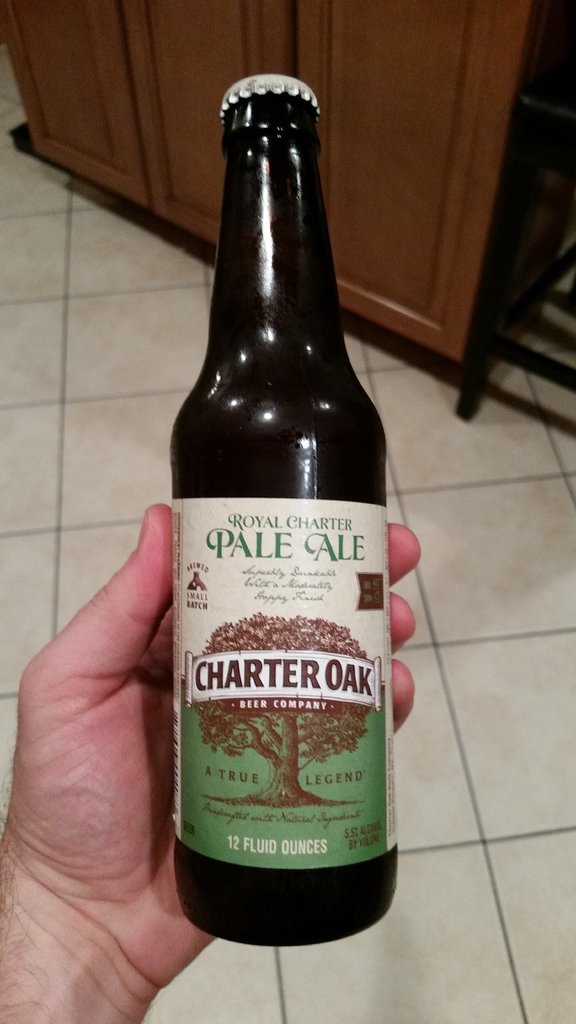 ROYAL CHARTER
PALE ALE
Superbly Drinkable
With a Moderately
Hoppy Finish
BREWED
SMALL
BATCH
CHARTER OAK
· BEER COMPANY ·
A TRUE LEGEND
Handcrafted with Natural Ingredients
BEER
12 FLUID OUNCES
5.5% ALCOHOL
BY VOLUME